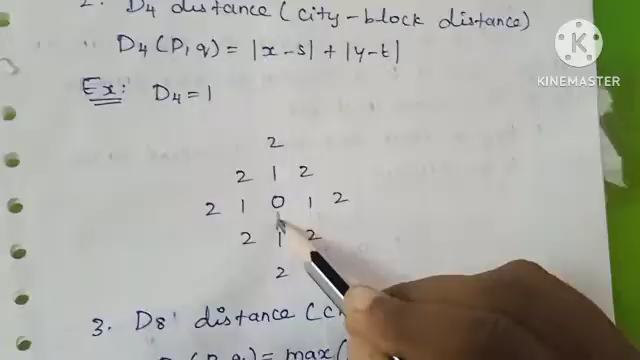 2. D4 distance (city-block distance)
D4(P,q) = |x-s| + |y-t|
Ex: D4=1
2
2 1 2
2 1 0 1 2
2 1 2
2
3. D8 distance (c
(P, q) = max(
K
KINEMASTER